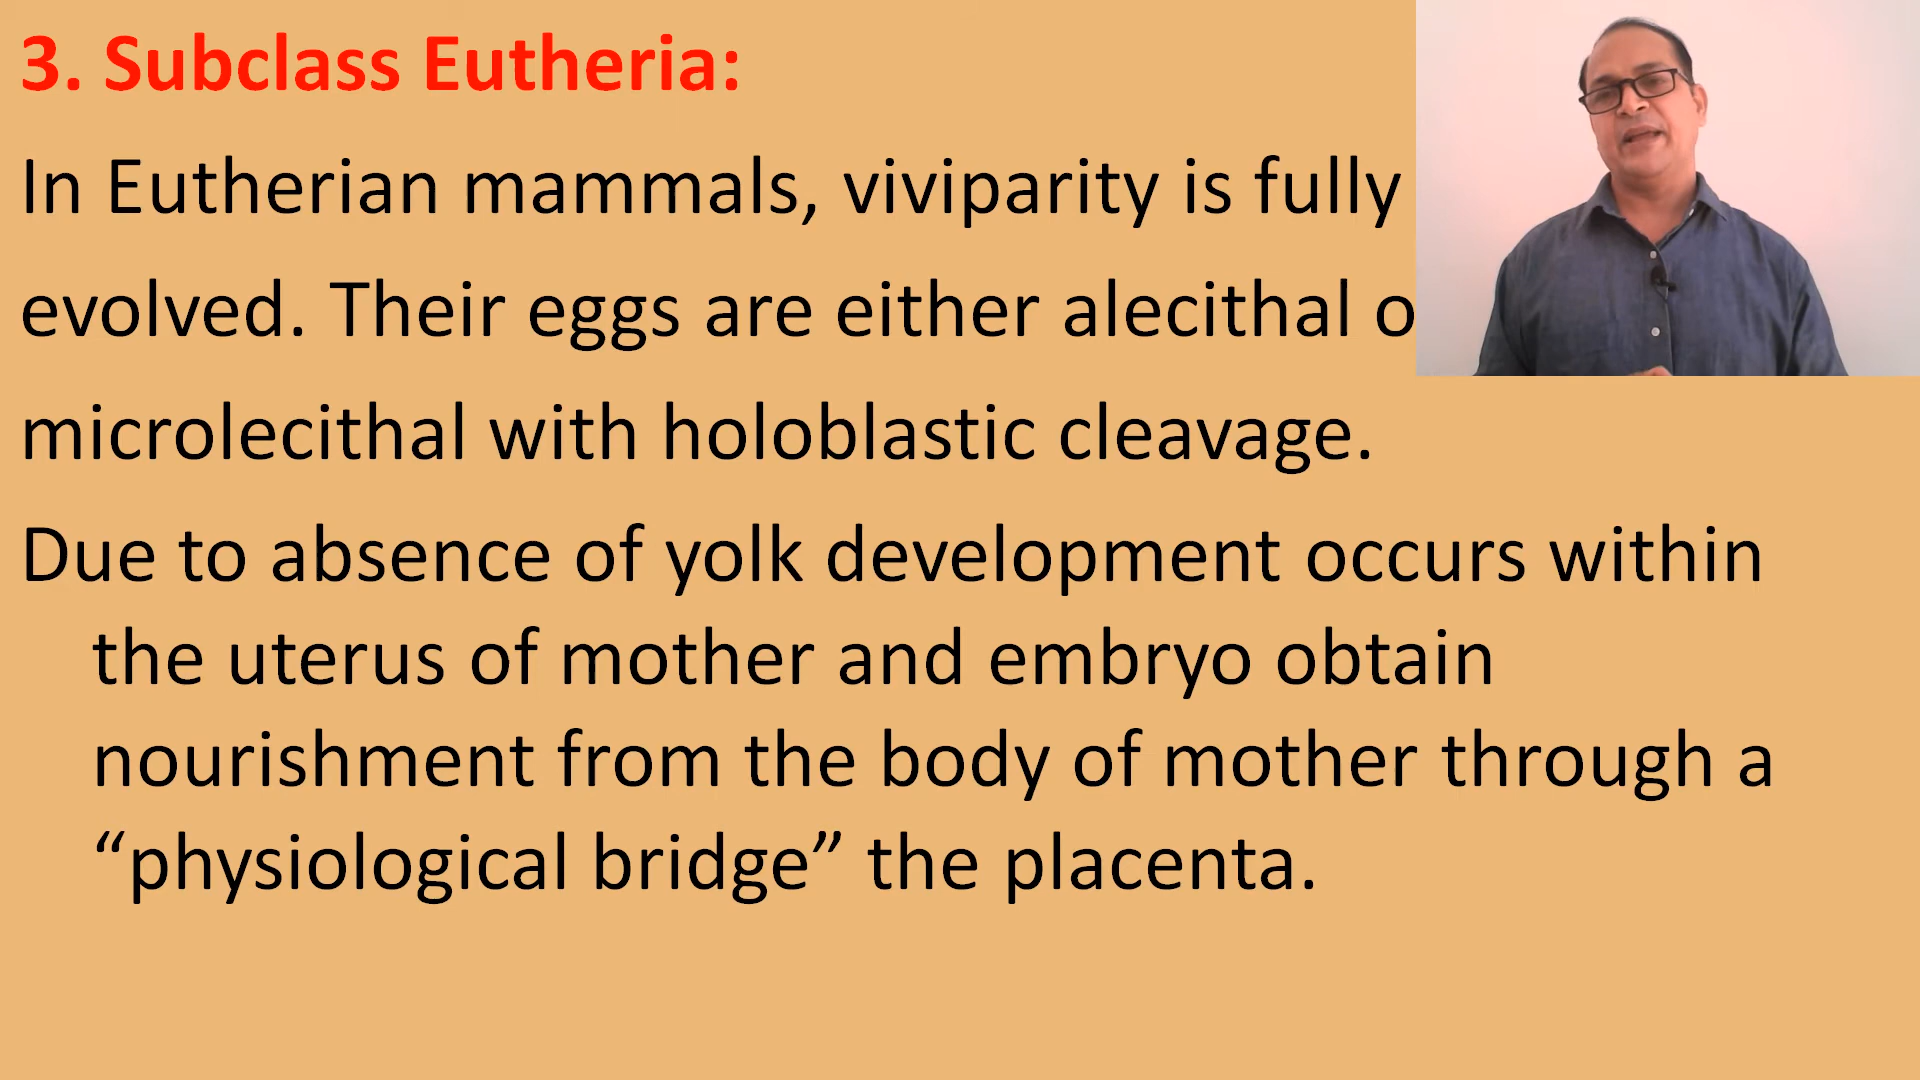 3. Subclass Eutheria:
In Eutherian mammals, viviparity is fully
evolved. Their eggs are either alecithal o
microlecithal with holoblastic cleavage.
Due to absence of yolk development occurs within
the uterus of mother and embryo obtain
nourishment from the body of mother through a
“physiological bridge” the placenta.